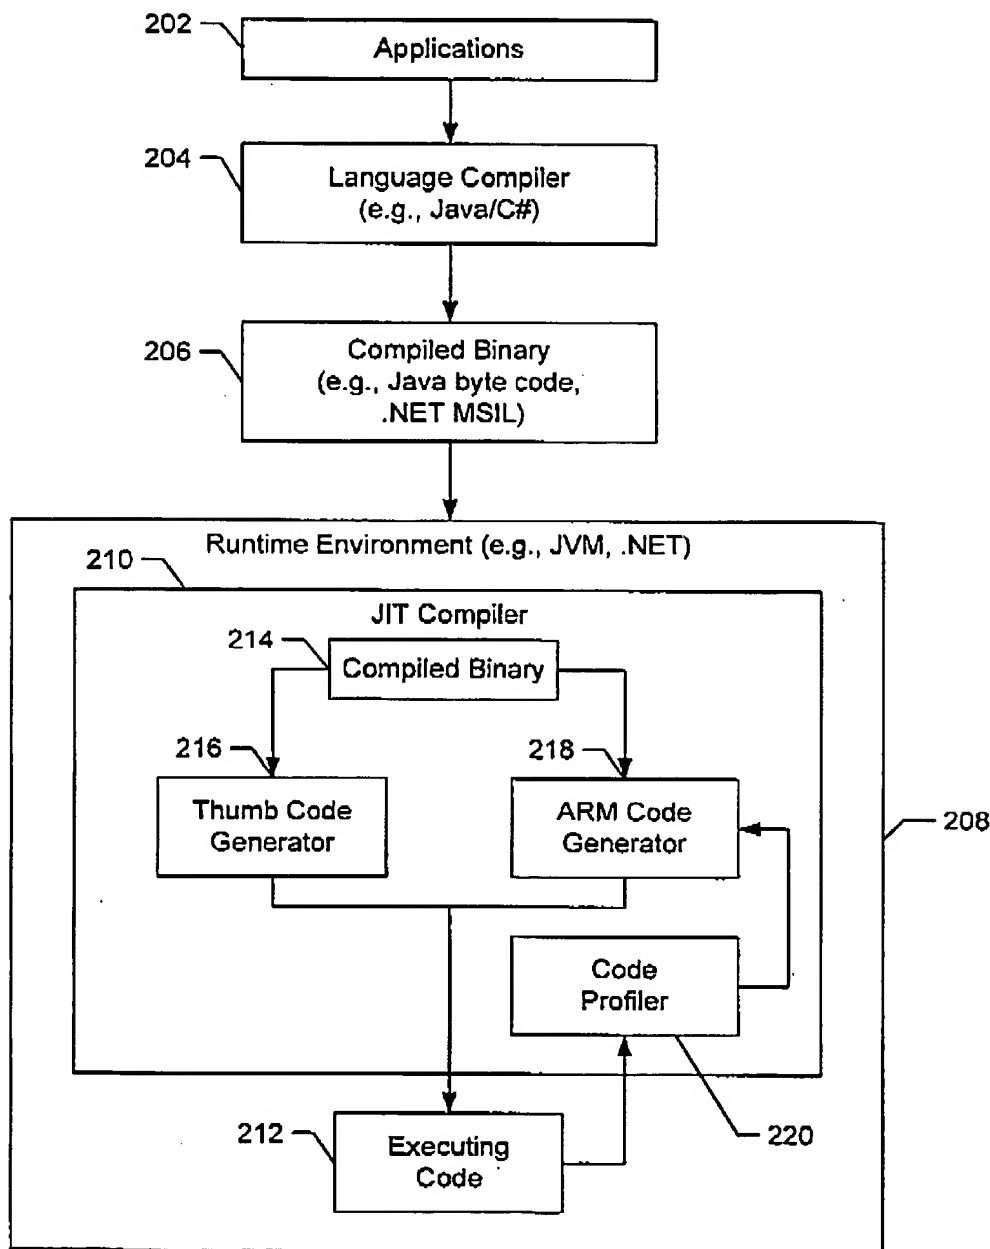 202
Applications
204
Language Compiler
(e.g., Java/C#)
206
Compiled Binary
(e.g., Java byte code,
.NET MSIL)
Runtime Environment (e.g., JVM, .NET)
210
JIT Compiler
214
Compiled Binary
216
218
Thumb Code
Generator
ARM Code
Generator
208
Code
Profiler
212
Executing
Code
220